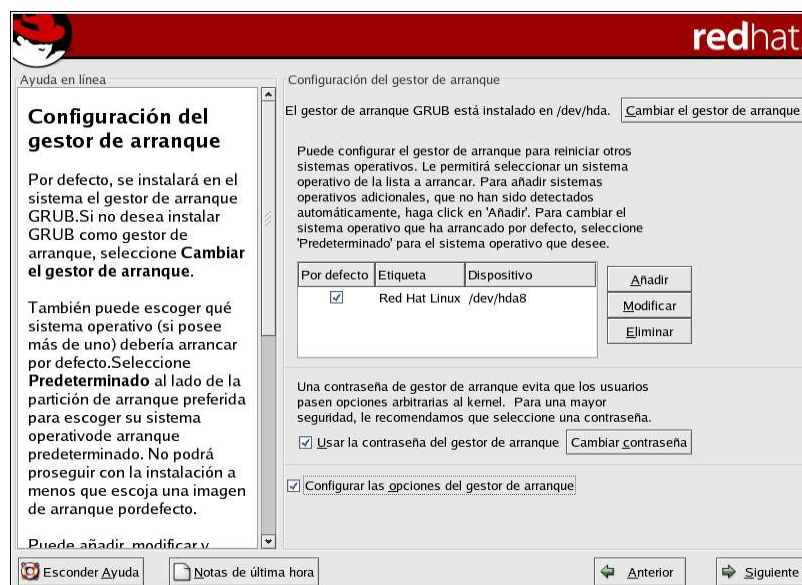 redhat.
Ayuda en línea
Configuración del
gestor de arranque
Por defecto, se instalará en el
sistema el gestor de arranque
GRUB.Si no desea instalar
GRUB como gestor de
arranque, seleccione Cambiar
el gestor de arranque.
También puede escoger qué
sistema operativo (si posee
más de uno) debería arrancar
por defecto.Seleccione
Predeterminado al lado de la
partición de arranque preferida
para escoger su sistema
operativode arranque
predeterminado. No podrá
proseguir con la instalación a
menos que escoja una imagen
de arranque pordefecto.
Puede añadir, modificar y
Configuración del gestor de arranque
El gestor de arranque GRUB está instalado en /dev/hda. Cambiar el gestor de arranque
Puede configurar el gestor de arranque para reiniciar otros
sistemas operativos. Le permitirá seleccionar un sistema
operativo de la lista a arrancar. Para añadir sistemas
operativos adicionales, que no han sido detectados
automáticamente, haga click en 'Añadir'. Para cambiar el
sistema operativo que ha arrancado por defecto, seleccione
'Predeterminado' para el sistema operativo que desee.
Por defecto Etiqueta Dispositivo
Red Hat Linux /dev/hda8
Añadir
Modificar
Eliminar
Una contraseña de gestor de arranque evita que los usuarios
pasen opciones arbitrarias al kernel. Para una mayor
seguridad, le recomendamos que seleccione una contraseña.
Usar la contraseña del gestor de arranque Cambiar contraseña
Configurar las opciones del gestor de arranque
Esconder Ayuda Notas de última hora Anterior Siguiente